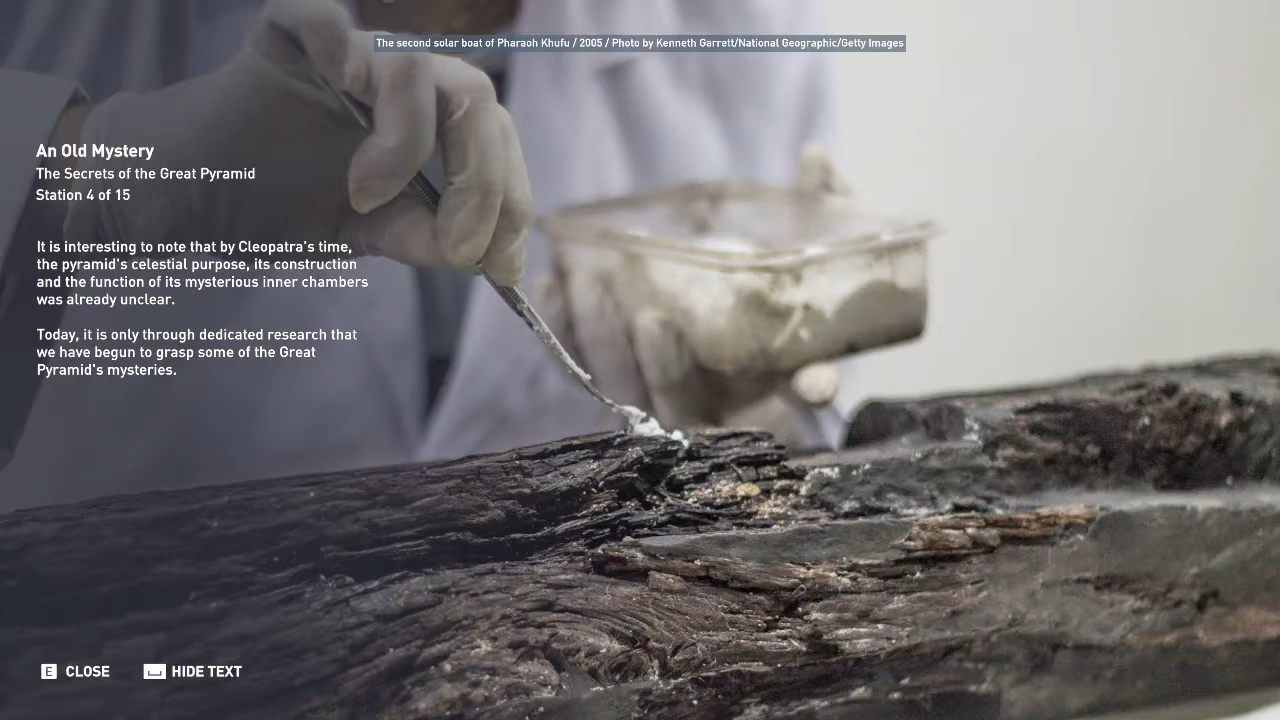 The second solar boat of Pharaoh Khufu / 2005 / Photo by Kenneth Garrett/National Geographic/Getty Images
An Old Mystery
The Secrets of the Great Pyramid
Station 4 of 15
It is interesting to note that by Cleopatra's time,
the pyramid's celestial purpose, its construction
and the function of its mysterious inner chambers
was already unclear.
Today, it is only through dedicated research that
we have begun to grasp some of the Great
Pyramid's mysteries.
E CLOSE
HIDE TEXT